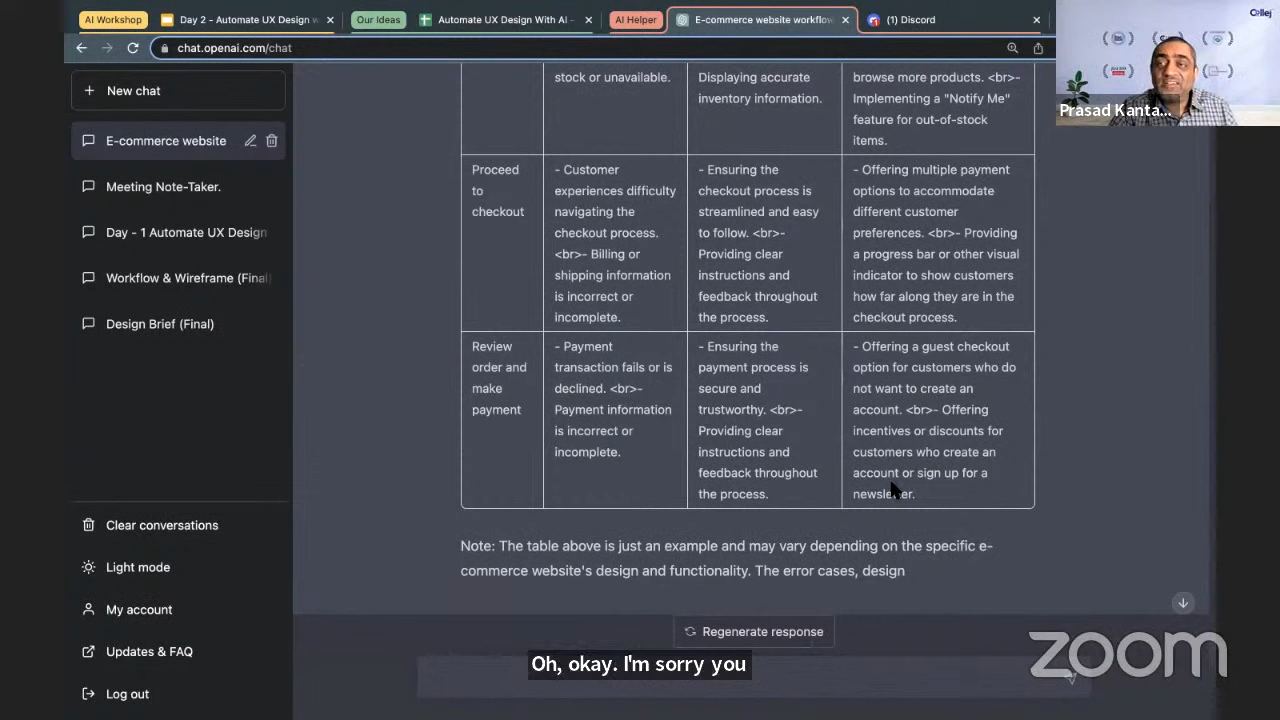 AI Workshop
Day 2 - Automate UX Design w
Our Ideas
Automate UX Design With AI -
AI Helper
E-commerce website workflow
(1) Discord
Collej
chat.openai.com/chat
Prasad Kanta...
New chat
E-commerce website
Meeting Note-Taker.
Day - 1 Automate UX Design
Workflow & Wireframe (Final)
Design Brief (Final)
Clear conversations
Light mode
My account
Updates & FAQ
Log out
stock or unavailable.
Displaying accurate
inventory information.
browse more products. <br>-
Implementing a "Notify Me"
feature for out-of-stock
items.
Proceed
to
checkout
- Customer
experiences difficulty
navigating the
checkout process.
<br>- Billing or
shipping information
is incorrect or
incomplete.
- Ensuring the
checkout process is
streamlined and easy
to follow. <br>-
Providing clear
instructions and
feedback throughout
the process.
- Offering multiple payment
options to accommodate
different customer
preferences. <br>- Providing
a progress bar or other visual
indicator to show customers
how far along they are in the
checkout process.
Review
order and
make
payment
- Payment
transaction fails or is
declined. <br>-
Payment information
is incorrect or
incomplete.
- Ensuring the
payment process is
secure and
trustworthy. <br>-
Providing clear
instructions and
feedback throughout
the process.
- Offering a guest checkout
option for customers who do
not want to create an
account. <br>- Offering
incentives or discounts for
customers who create an
account or sign up for a
newsletter.
Note: The table above is just an example and may vary depending on the specific e-
commerce website's design and functionality. The error cases, design
Regenerate response
Oh, okay. I'm sorry you
zoom